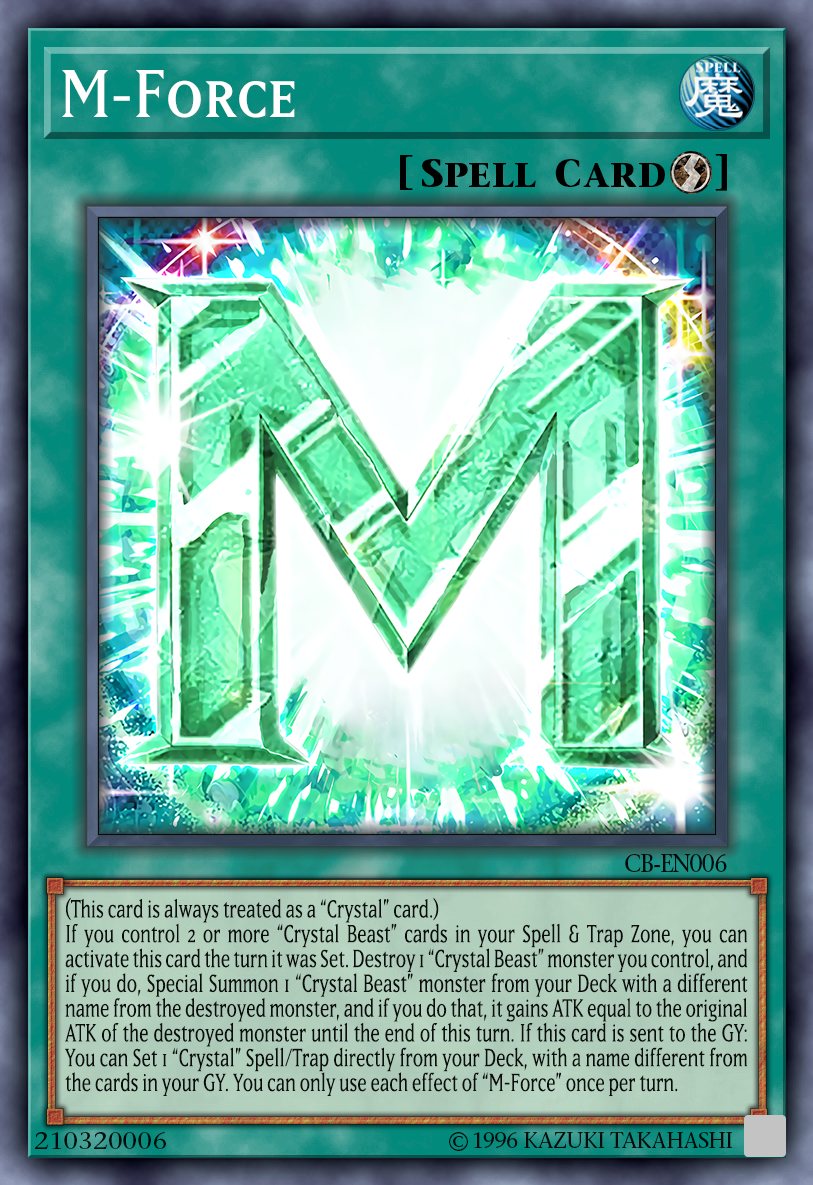 M-Force
SPELL
魔
[Spell Card]
M
CB-EN006
(This card is always treated as a “Crystal” card.)
If you control 2 or more “Crystal Beast” cards in your Spell & Trap Zone, you can
activate this card the turn it was Set. Destroy 1 “Crystal Beast” monster you control, and
if you do, Special Summon 1 “Crystal Beast” monster from your Deck with a different
name from the destroyed monster, and if you do that, it gains ATK equal to the original
ATK of the destroyed monster until the end of this turn. If this card is sent to the GY:
You can Set 1 “Crystal” Spell/Trap directly from your Deck, with a name different from
the cards in your GY. You can only use each effect of “M-Force” once per turn.
210320006
© 1996 KAZUKI TAKAHASHI